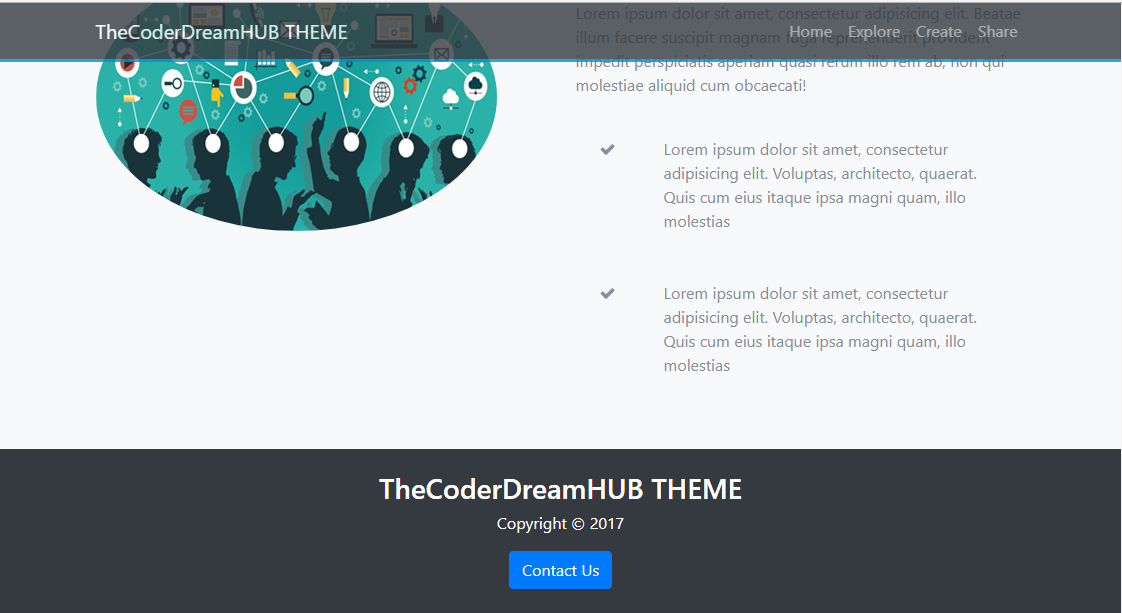 TheCoderDreamHUB THEME
Home Explore Create Share
Lorem ipsum dolor sit amet, consectetur adipisicing elit. Beatae
illum facere suscipit magnam fuga reprehenderit provident
impedit perspiciatis aperiam quasi rerum illo rem ab, non qui
molestiae aliquid cum obcaecati!
Lorem ipsum dolor sit amet, consectetur
adipisicing elit. Voluptas, architecto, quaerat.
Quis cum eius itaque ipsa magni quam, illo
molestias
Lorem ipsum dolor sit amet, consectetur
adipisicing elit. Voluptas, architecto, quaerat.
Quis cum eius itaque ipsa magni quam, illo
molestias
TheCoderDreamHUB THEME
Copyright © 2017
Contact Us